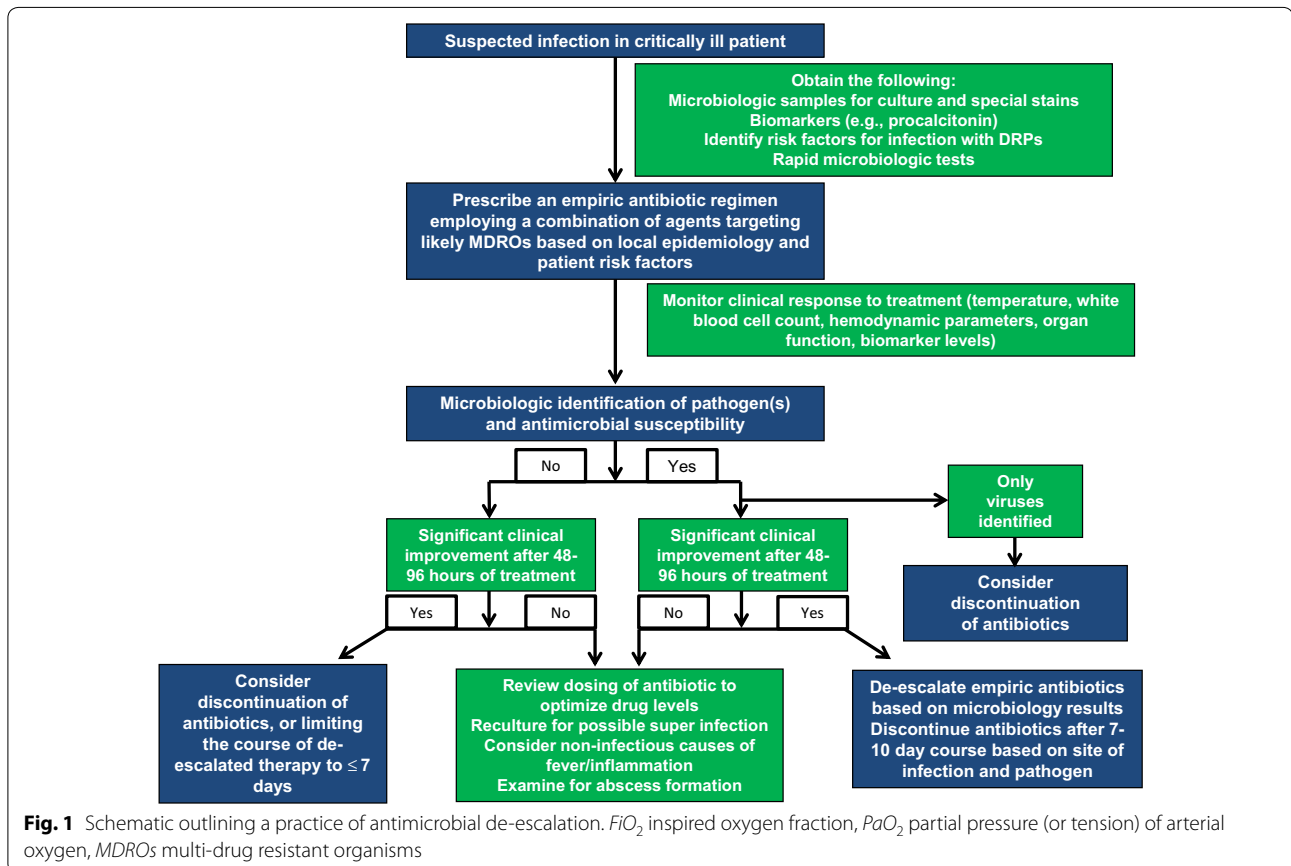 Suspected infection in critically ill patient
Obtain the following:
Microbiologic samples for culture and special stains
Biomarkers (e.g., procalcitonin)
Identify risk factors for infection with DRPs
Rapid microbiologic tests
Prescribe an empiric antibiotic regimen
employing a combination of agents targeting
likely MDROs based on local epidemiology and
patient risk factors
Monitor clinical response to treatment (temperature, white
blood cell count, hemodynamic parameters, organ
function, biomarker levels)
Microbiologic identification of pathogen(s)
and antimicrobial susceptibility
No
Yes
Only
viruses
identified
Significant clinical
improvement after 48-
96 hours of treatment
Significant clinical
improvement after 48-
96 hours of treatment
Consider
discontinuation
of antibiotics
Yes
No
No
Yes
Consider
discontinuation of
antibiotics, or limiting
the course of de-
escalated therapy to ≤ 7
days
Review dosing of antibiotic to
optimize drug levels
Reculture for possible super infection
Consider non-infectious causes of
fever/inflammation
Examine for abscess formation
De-escalate empiric antibiotics
based on microbiology results
Discontinue antibiotics after 7-
10 day course based on site of
infection and pathogen
Fig. 1 Schematic outlining a practice of antimicrobial de-escalation. FiO2 inspired oxygen fraction, PaO2 partial pressure (or tension) of arterial
oxygen, MDROs multi-drug resistant organisms